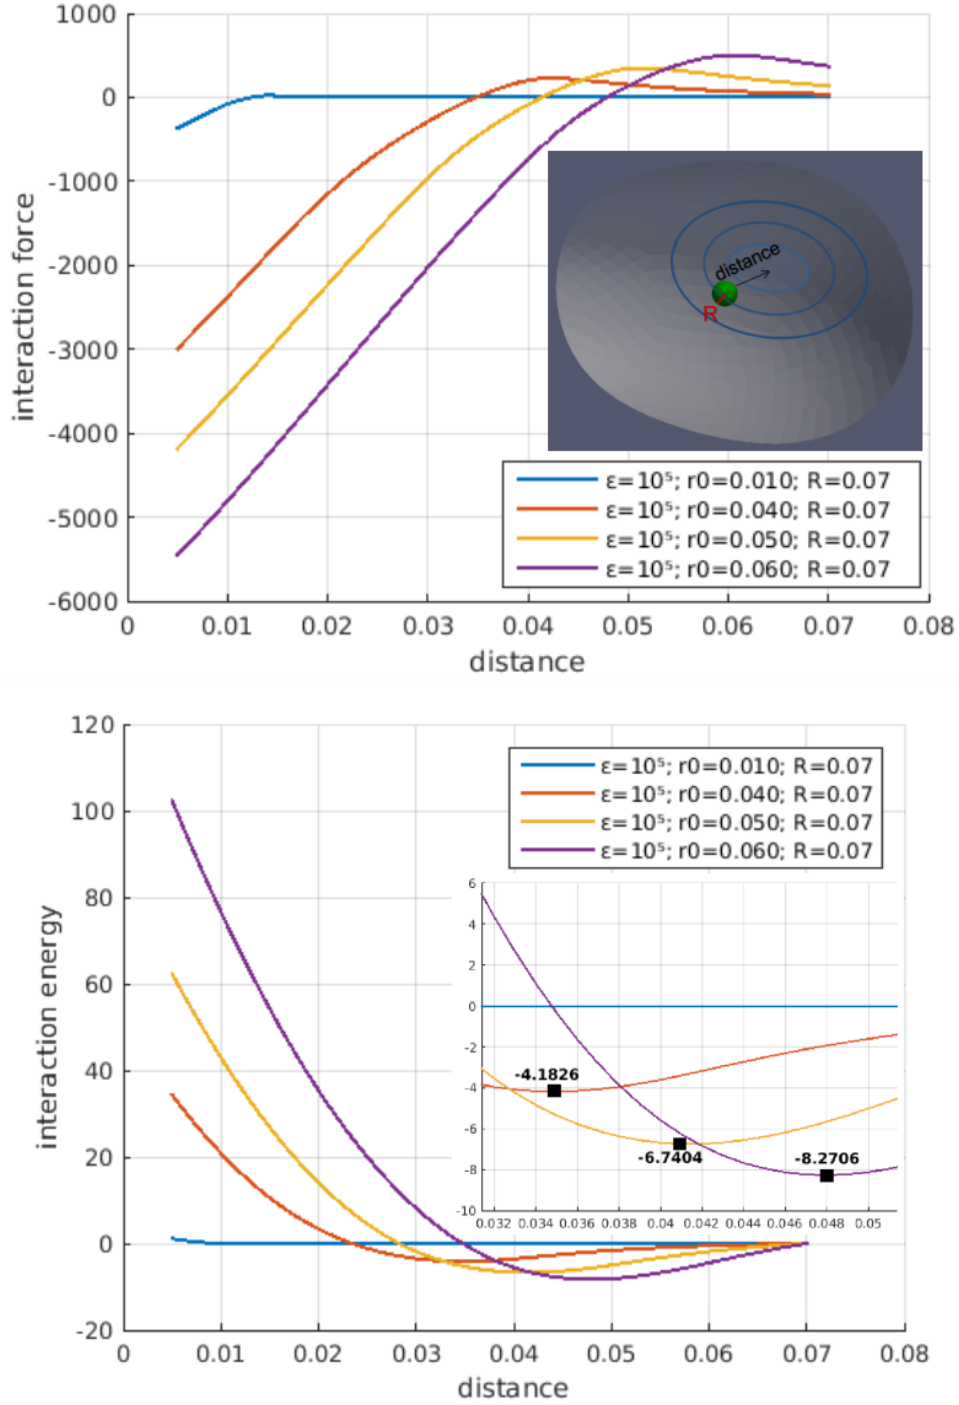 1000
0
-1000
-2000
-3000
-4000
-5000
-6000
interaction force
distance
R
ε=10⁵; r0=0.010; R=0.07
ε=10⁵; r0=0.040; R=0.07
ε=10⁵; r0=0.050; R=0.07
ε=10⁵; r0=0.060; R=0.07
0 0.01 0.02 0.03 0.04 0.05 0.06 0.07 0.08
distance
120
100
80
60
40
20
0
-20
interaction energy
ε=10⁵; r0=0.010; R=0.07
ε=10⁵; r0=0.040; R=0.07
ε=10⁵; r0=0.050; R=0.07
ε=10⁵; r0=0.060; R=0.07
6
4
2
0
-2
-4
-6
-8
-10
-4.1826
-6.7404
-8.2706
0.032 0.034 0.036 0.038 0.04 0.042 0.044 0.046 0.048 0.05
0 0.01 0.02 0.03 0.04 0.05 0.06 0.07 0.08
distance